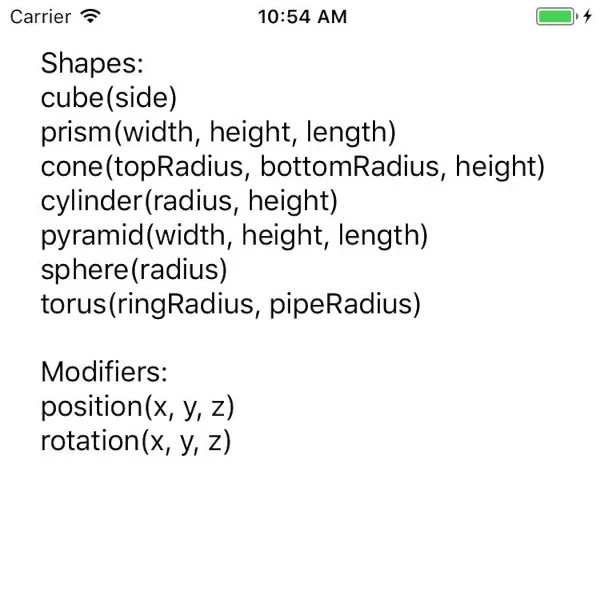 Carrier 10:54 AM
Shapes:
cube(side)
prism(width, height, length)
cone(topRadius, bottomRadius, height)
cylinder(radius, height)
pyramid(width, height, length)
sphere(radius)
torus(ringRadius, pipeRadius)
Modifiers:
position(x, y, z)
rotation(x, y, z)